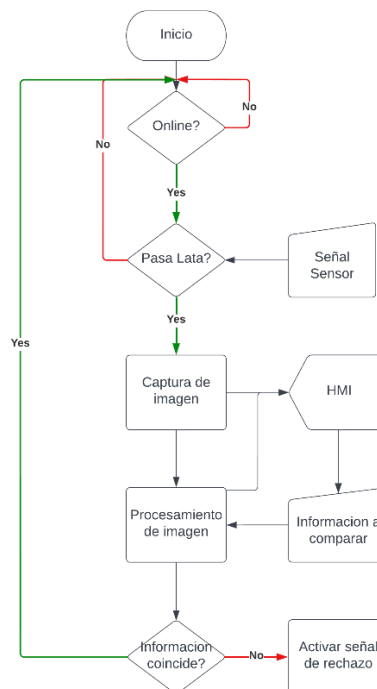 Inicio
Online?
No
No
Yes
Pasa Lata?
Señal
Sensor
Yes
Yes
Captura de
imagen
HMI
Procesamiento
de imagen
Informacion a
comparar
Informacion
coincide?
No
Activar señal
de rechazo